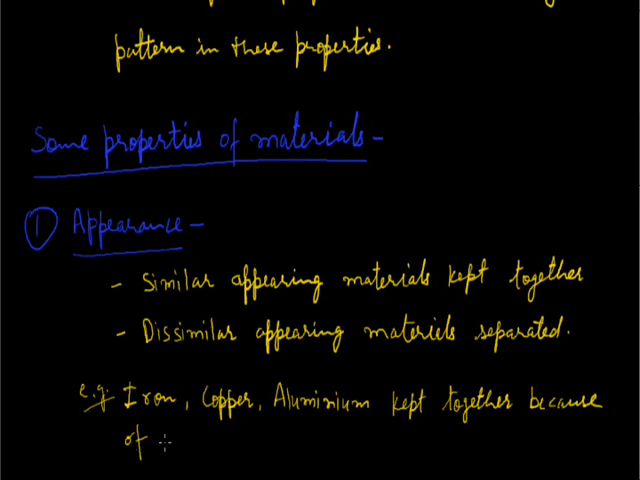 pattern in these properties.
Some properties of materials -
① Appearance -
- Similar appearing materials kept together
- Dissimilar appearing materials separated.
e.g. Iron, Copper, Aluminium kept together because
of